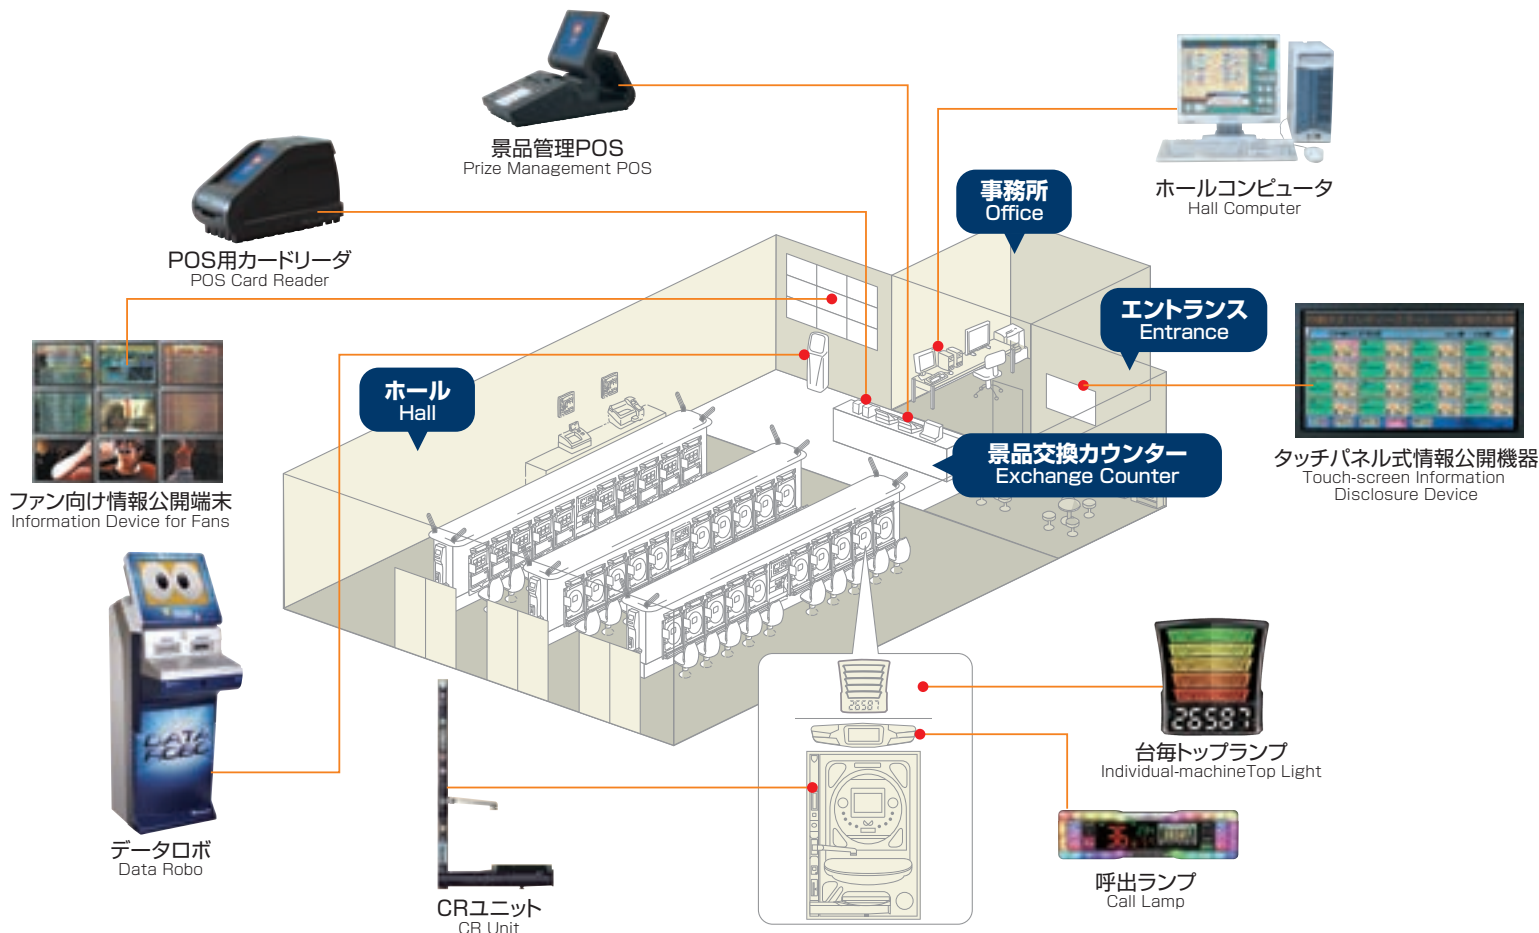 景品管理POS
Prize Management POS
ホールコンピュータ
Hall Computer
事務所
Office
POS用カードリーダ
POS Card Reader
エントランス
Entrance
ホール
Hall
景品交換カウンター
Exchange Counter
タッチパネル式情報公開機器
Touch-screen Information
Disclosure Device
ファン向け情報公開端末
Information Device for Fans
DATA
ROBO
データロボ
Data Robo
CRユニット
CR Unit
26587
26587
台毎トップランプ
Individual-machineTop Light
36
呼出ランプ
Call Lamp